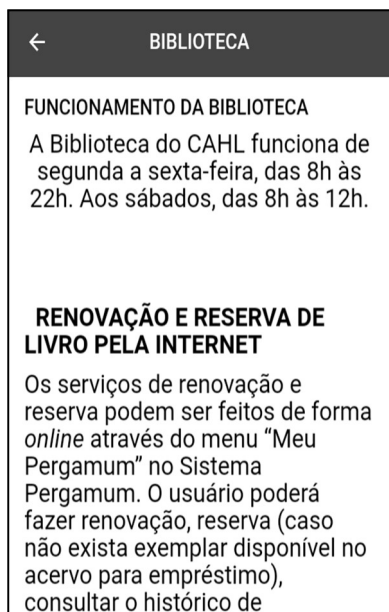 BIBLIOTECA
FUNCIONAMENTO DA BIBLIOTECA
A Biblioteca do CAHL funciona de
segunda a sexta-feira, das 8h às
22h. Aos sábados, das 8h às 12h.
RENOVAÇÃO E RESERVA DE
LIVRO PELA INTERNET
Os serviços de renovação e
reserva podem ser feitos de forma
online através do menu “Meu
Pergamum” no Sistema
Pergamum. O usuário poderá
fazer renovação, reserva (caso
não exista exemplar disponível no
acervo para empréstimo),
consultar o histórico de